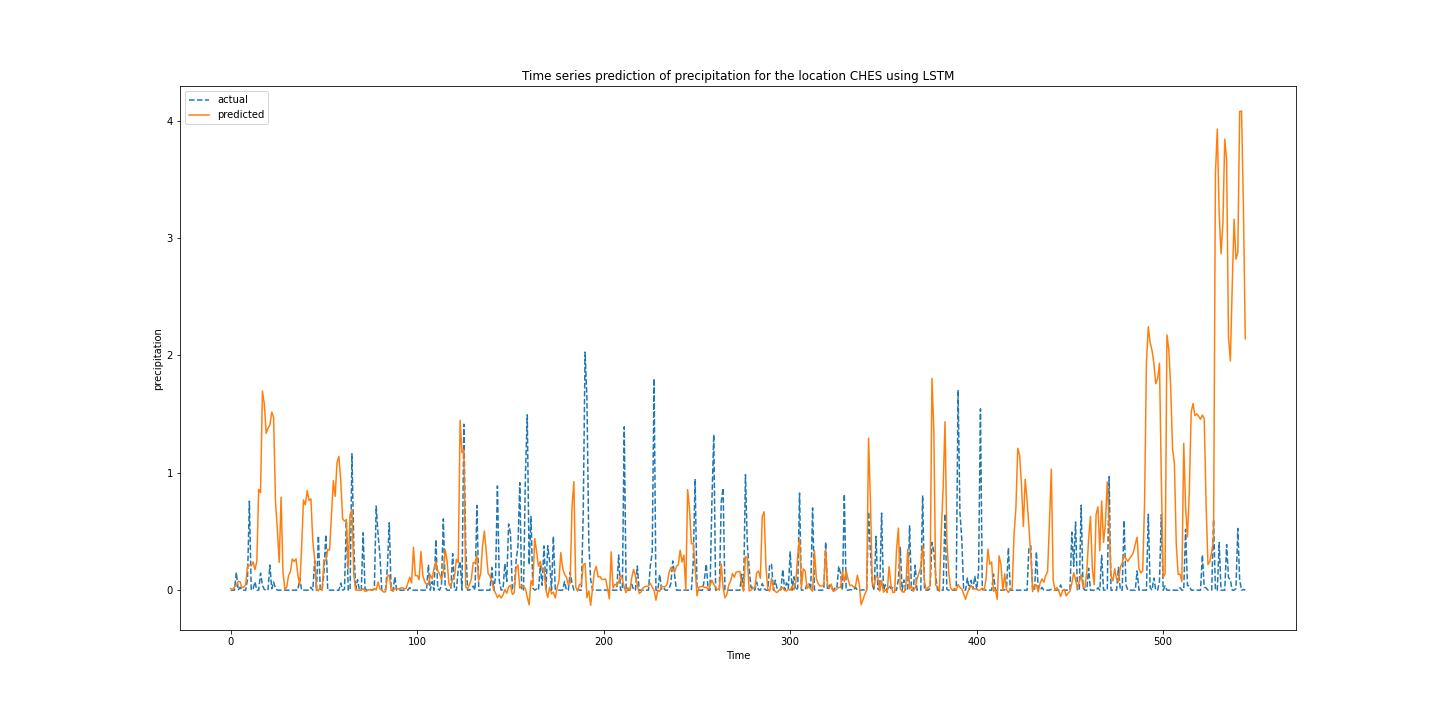 Time series prediction of precipitation for the location CHES using LSTM
actual
predicted
4
3
2
1
0
precipitation
0 100 200 300 400 500
Time